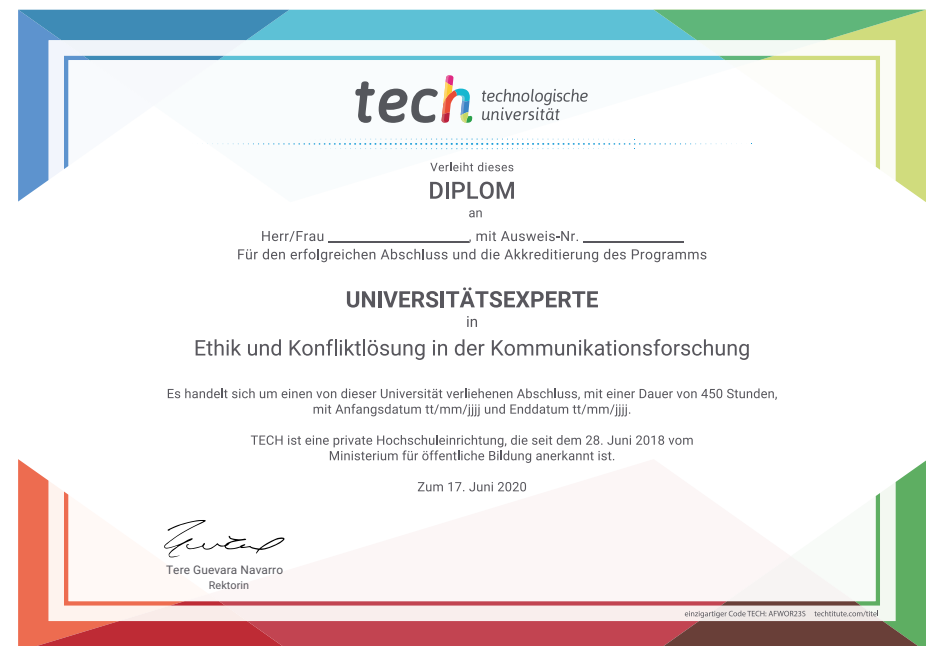 tech technologische
universität
Verleiht dieses
DIPLOM
an
Herr/Frau ____________________, mit Ausweis-Nr. ______________
Für den erfolgreichen Abschluss und die Akkreditierung des Programms
UNIVERSITÄTSEXPERTE
in
Ethik und Konfliktlösung in der Kommunikationsforschung
Es handelt sich um einen von dieser Universität verliehenen Abschluss, mit einer Dauer von 450 Stunden,
mit Anfangsdatum tt/mm/jjjj und Enddatum tt/mm/jjjj.
TECH ist eine private Hochschuleinrichtung, die seit dem 28. Juni 2018 vom
Ministerium für öffentliche Bildung anerkannt ist.
Zum 17. Juni 2020
Tere Guevara Navarro
Rektorin
einzigartiger Code TECH: AFWOR23S techtitute.com/titel